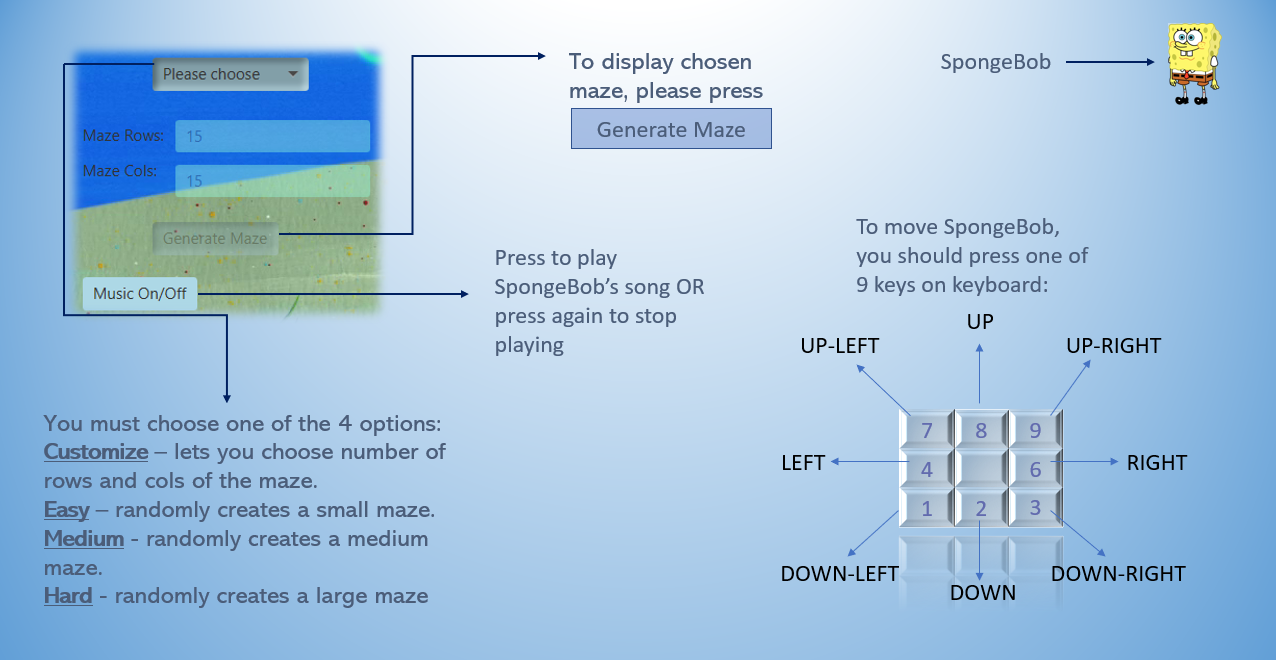 Please choose
Maze Rows:
15
Maze Cols:
15
Generate Maze
Music On/Off
To display chosen
maze, please press
Generate Maze
SpongeBob
Press to play
SpongeBob’s song OR
press again to stop
playing
To move SpongeBob,
you should press one of
9 keys on keyboard:
UP
UP-LEFT
UP-RIGHT
7 8 9
LEFT
4 6
RIGHT
1 2 3
DOWN-LEFT
DOWN
DOWN-RIGHT
You must choose one of the 4 options:
Customize – lets you choose number of
rows and cols of the maze.
Easy – randomly creates a small maze.
Medium - randomly creates a medium
maze.
Hard - randomly creates a large maze